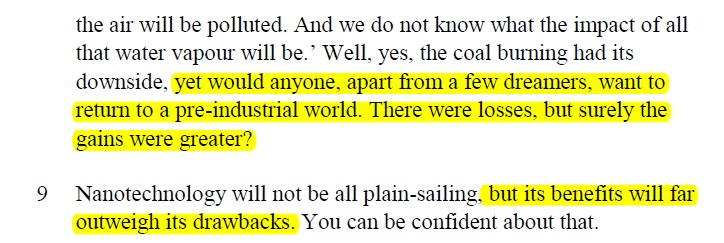 the air will be polluted. And we do not know what the impact of all
that water vapour will be.’ Well, yes, the coal burning had its
downside, yet would anyone, apart from a few dreamers, want to
return to a pre-industrial world. There were losses, but surely the
gains were greater?
9 Nanotechnology will not be all plain-sailing, but its benefits will far
outweigh its drawbacks. You can be confident about that.